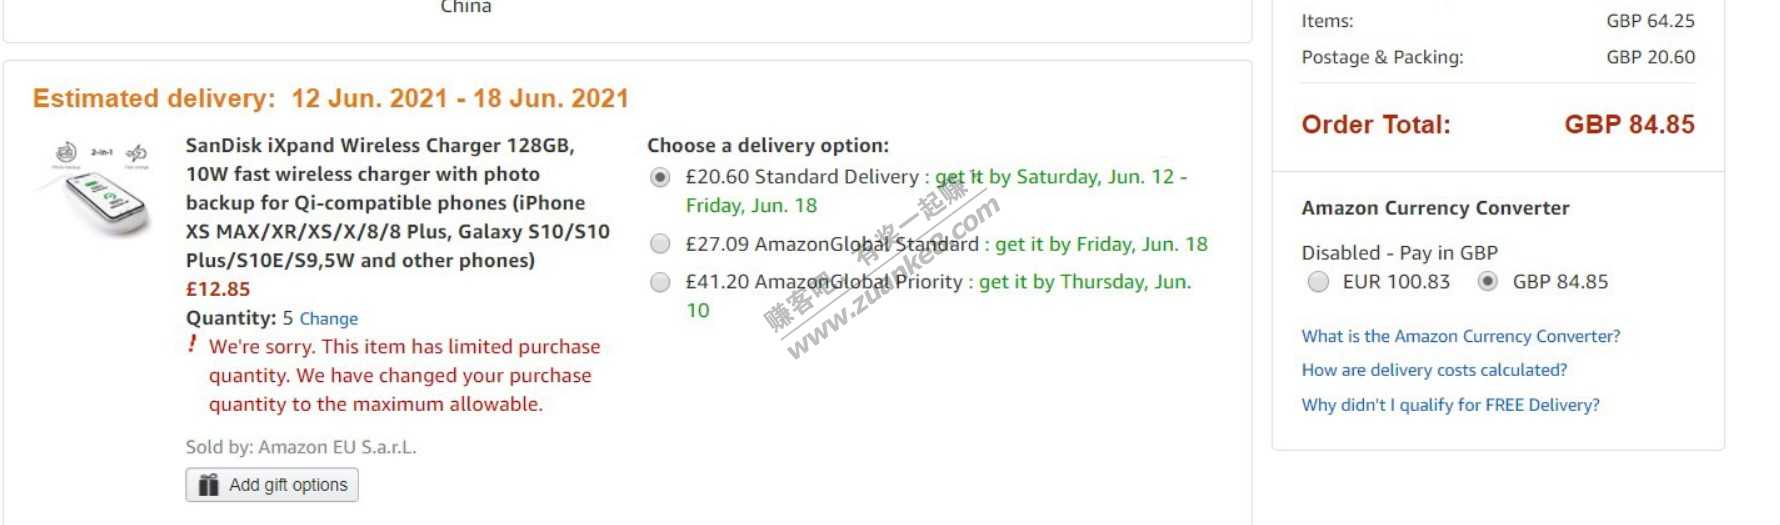 China
Estimated delivery: 12 Jun. 2021 - 18 Jun. 2021
2-in-1
SanDisk iXpand Wireless Charger 128GB,
10W fast wireless charger with photo
backup for Qi-compatible phones (iPhone
XS MAX/XR/XS/X/8/8 Plus, Galaxy S10/S10
Plus/S10E/S9,5W and other phones)
£12.85
Quantity: 5 Change
! We're sorry. This item has limited purchase
quantity. We have changed your purchase
quantity to the maximum allowable.
Sold by: Amazon EU S.a.r.L.
Add gift options
Choose a delivery option:
£20.60 Standard Delivery : get it by Saturday, Jun. 12 -
Friday, Jun. 18
£27.09 AmazonGlobal Standard : get it by Friday, Jun. 18
£41.20 AmazonGlobal Priority : get it by Thursday, Jun.
10
赚客吧 有奖一起赚
www.zuanke8.com
Items: GBP 64.25
Postage & Packing: GBP 20.60
Order Total: GBP 84.85
Amazon Currency Converter
Disabled - Pay in GBP
EUR 100.83 GBP 84.85
What is the Amazon Currency Converter?
How are delivery costs calculated?
Why didn't I qualify for FREE Delivery?